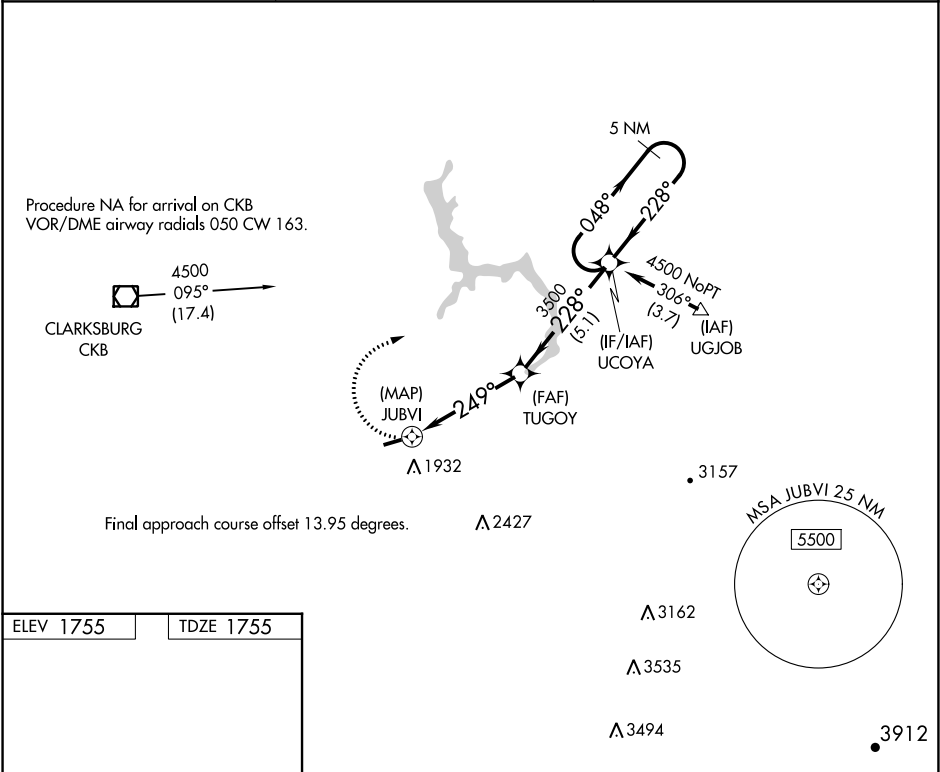 5 NM
Procedure NA for arrival on CKB
VOR/DME airway radials 050 CW 163.
048°
228°
4500
095°
(17.4)
CLARKSBURG
CKB
4500 NoPT
306°
(3.7)
(IAF)
UGJOB
3500
228°
(5.1)
(IF/IAF)
UCOYA
(FAF)
TUGOY
249°
(MAP)
JUBVI
1932
3157
Final approach course offset 13.95 degrees.
2427
MSA JUBVI 25 NM
5500
3162
3535
3494
3912
ELEV 1755
TDZE 1755